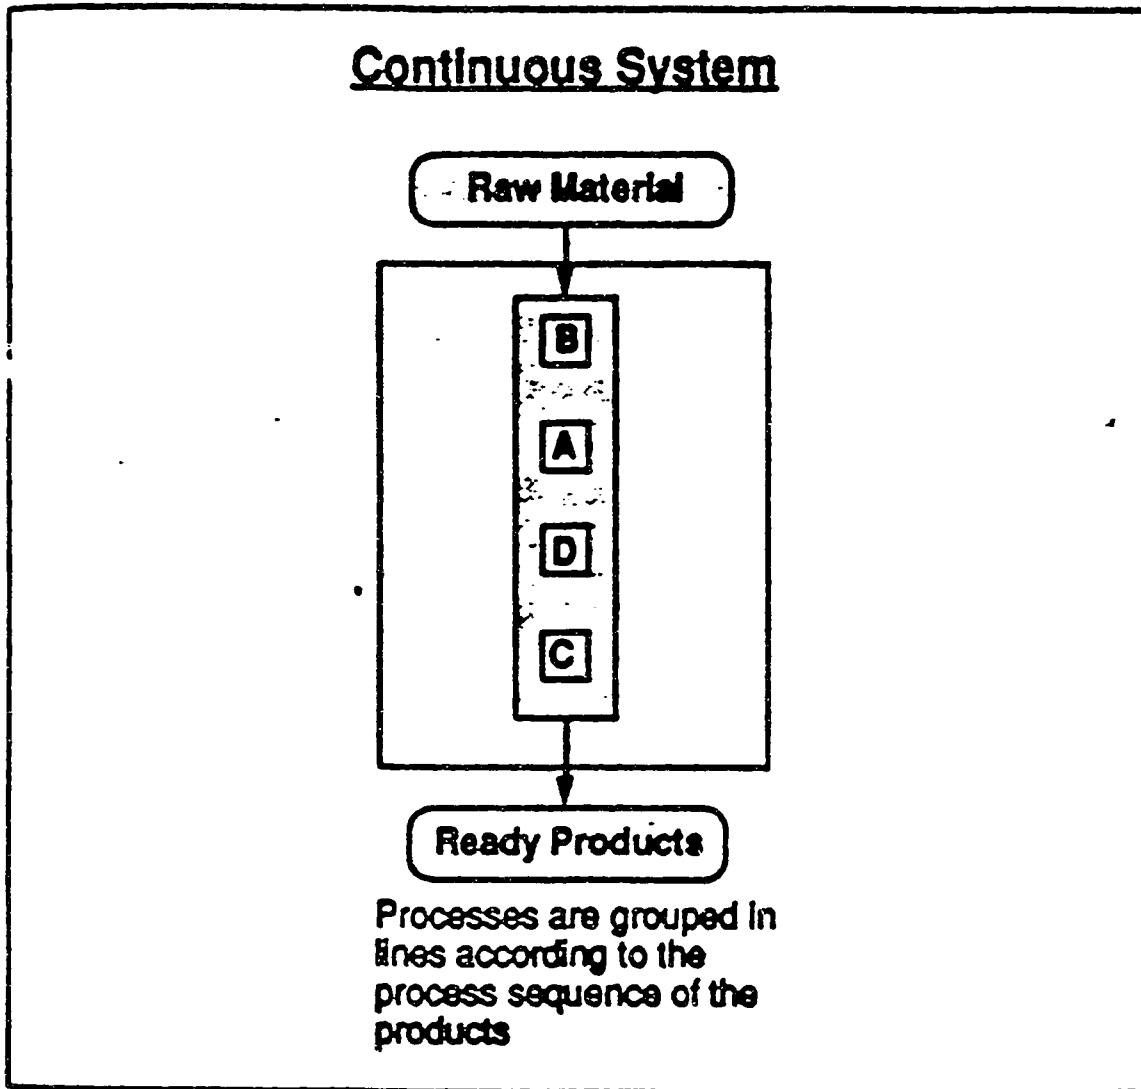 Continuous System
Raw Material
B
A
D
C
Ready Products
Processes are grouped in
lines according to the
process sequence of the
products